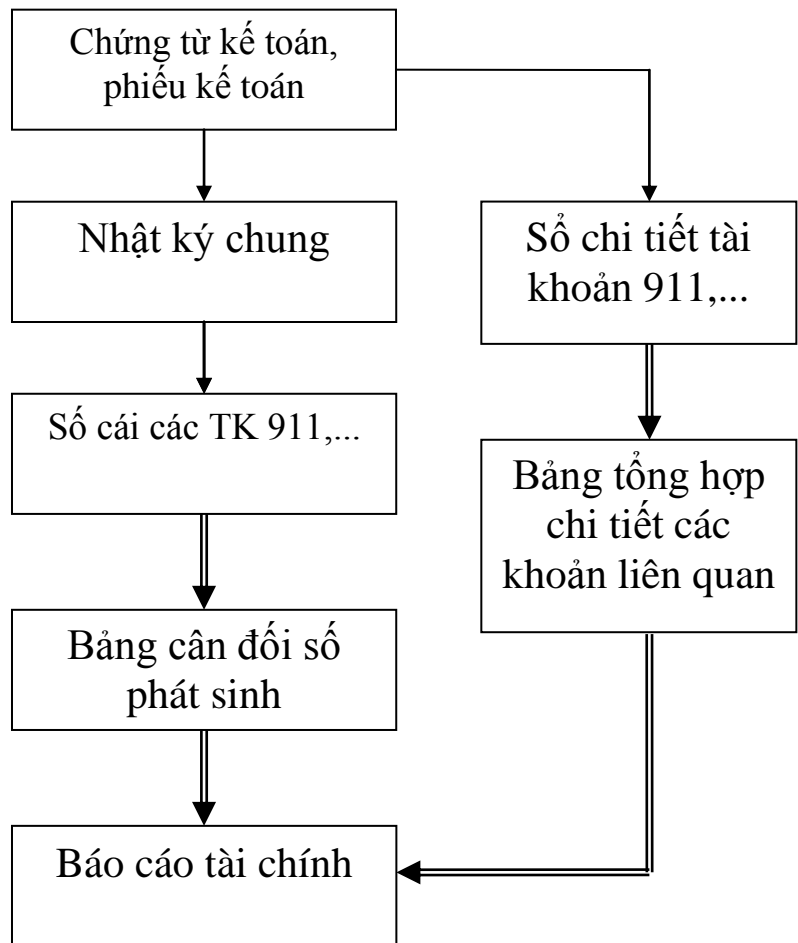 Chứng từ kế toán,
phiếu kế toán
Nhật ký chung
Sổ chi tiết tài
khoản 911,...
Số cái các TK 911,...
Bảng tổng hợp
chi tiết các
khoản liên quan
Bảng cân đối số
phát sinh
Báo cáo tài chính